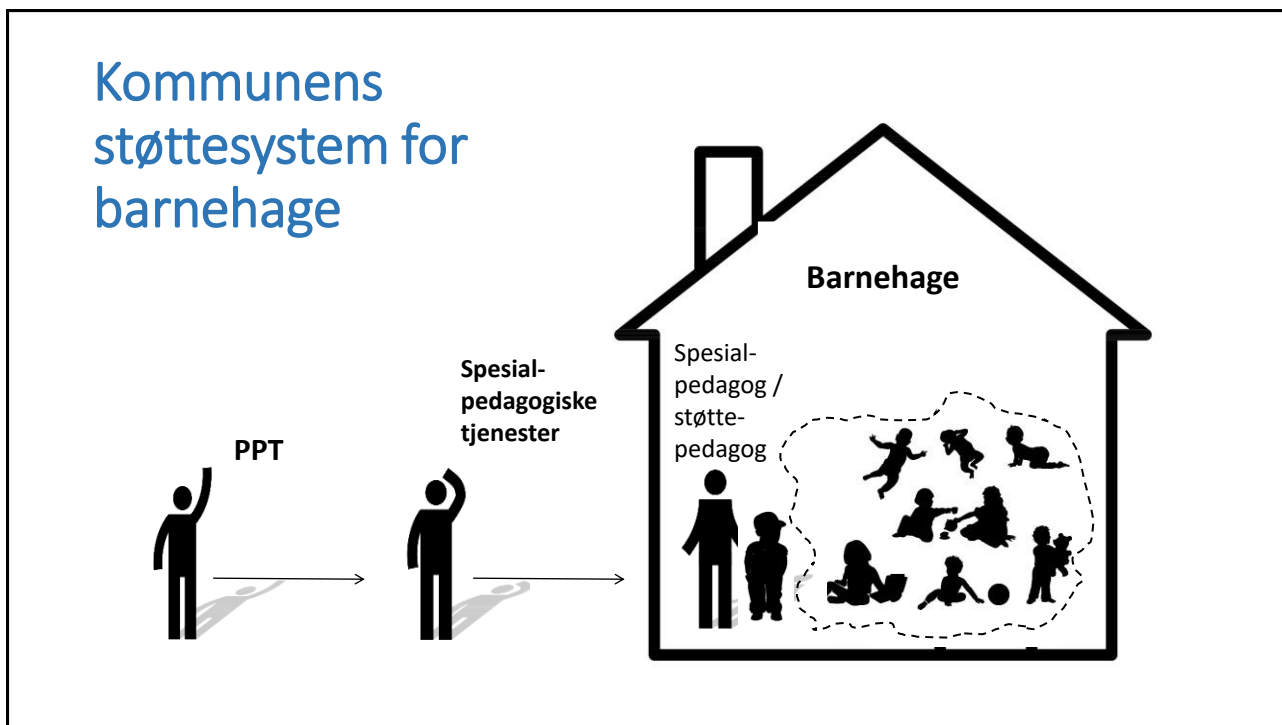 Kommunens
støttesystem for
barnehage
Barnehage
Spesial-
pedagog /
støtte-
pedagog
Spesial-
pedagogiske
tjenester
PPT